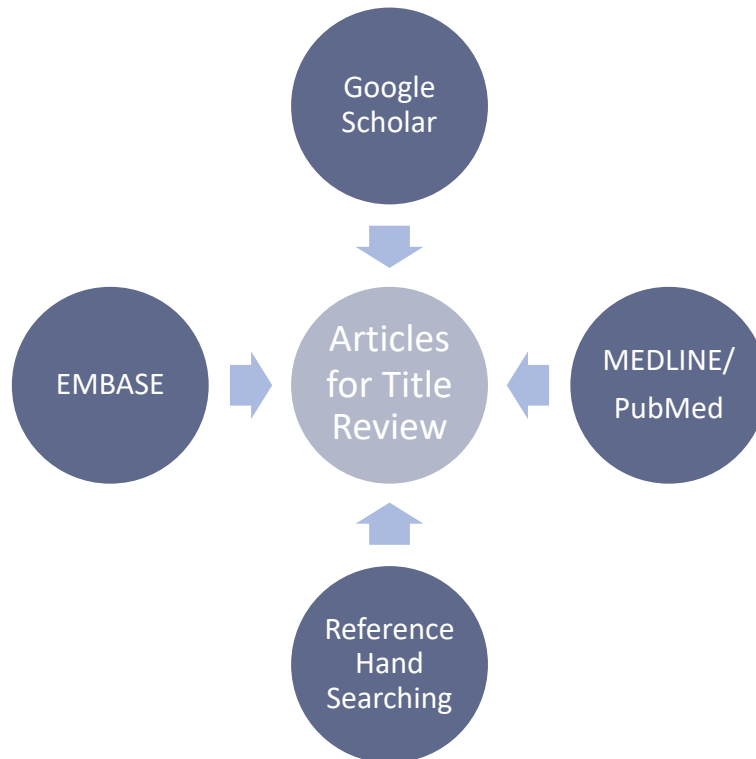 Google
Scholar
EMBASE
Articles
for Title
Review
MEDLINE/
PubMed
Reference
Hand
Searching